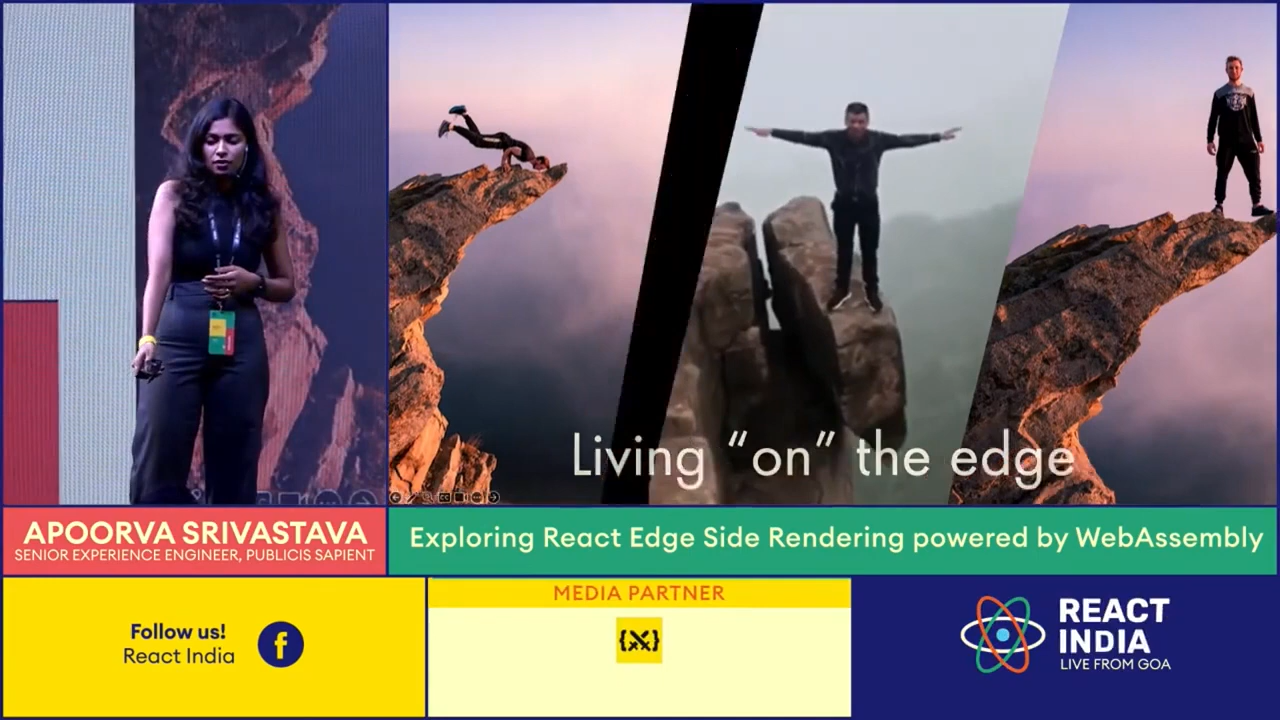 Living “on” the edge
APOORVA SRIVASTAVA
SENIOR EXPERIENCE ENGINEER, PUBLICIS SAPIENT
Exploring React Edge Side Rendering powered by WebAssembly
Follow us!
React India
MEDIA PARTNER
REACT
INDIA
LIVE FROM GOA